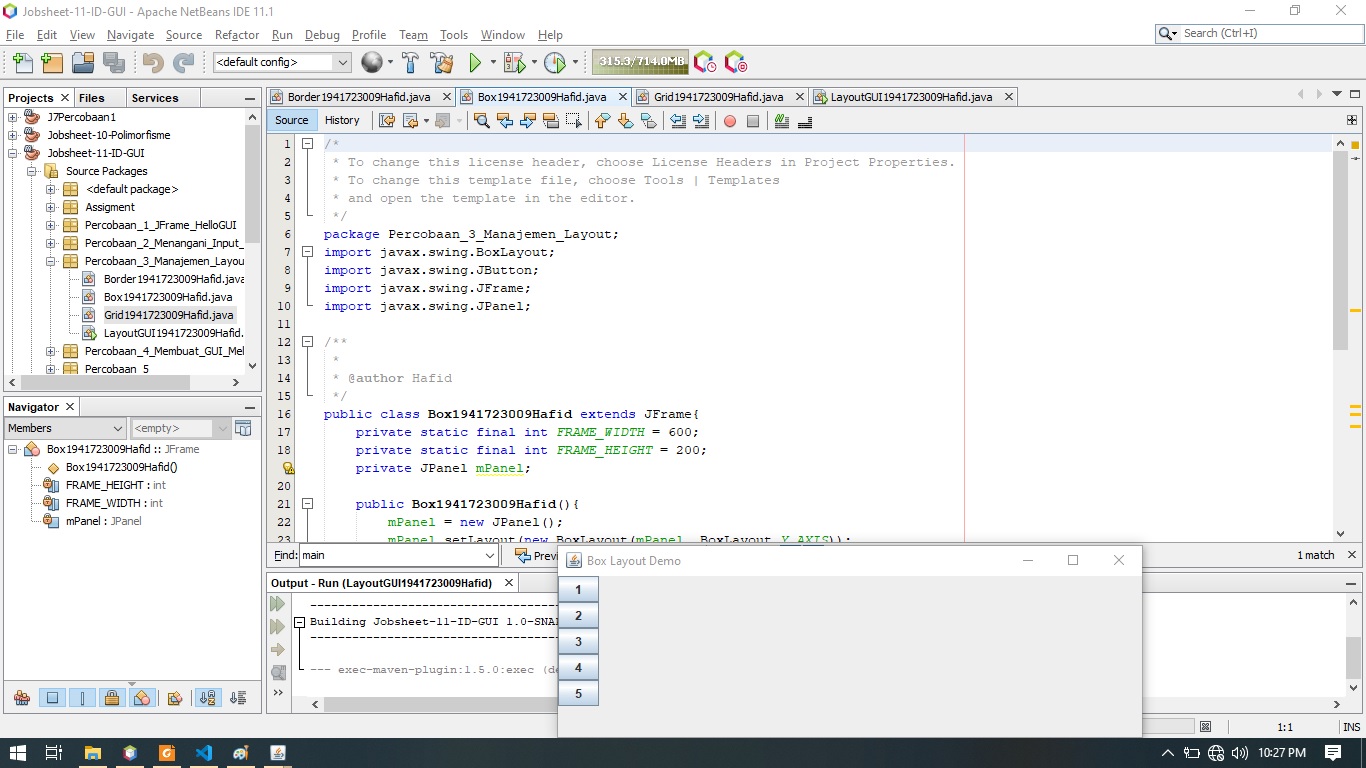 Jobsheet-11-ID-GUI - Apache NetBeans IDE 11.1
File Edit View Navigate Source Refactor Run Debug Profile Team Tools Window Help
Search (Ctrl+I)
<default config>
315.3/714.0MB
Projects Files Services
J7Percobaan1
Jobsheet-10-Polimorfisme
Jobsheet-11-ID-GUI
Source Packages
<default package>
Assigment
Percobaan_1_JFrame_HelloGUI
Percobaan_2_Menangani_Input_
Percobaan_3_Manajemen_Layou
Border1941723009Hafid.java
Box1941723009Hafid.java
Grid1941723009Hafid.java
LayoutGUI1941723009Hafid.
Percobaan_4_Membuat_GUI_Mel
Percobaan_5
Navigator
Members <empty>
Box1941723009Hafid :: JFrame
Box1941723009Hafid()
FRAME_HEIGHT : int
FRAME_WIDTH : int
mPanel : JPanel
Border1941723009Hafid.java Box1941723009Hafid.java Grid1941723009Hafid.java LayoutGUI1941723009Hafid.java
Source History
1 /*
2 * To change this license header, choose License Headers in Project Properties.
3 * To change this template file, choose Tools | Templates
4 * and open the template in the editor.
5 */
6 package Percobaan_3_Manajemen_Layout;
7 import javax.swing.BoxLayout;
8 import javax.swing.JButton;
9 import javax.swing.JFrame;
10 import javax.swing.JPanel;
11
12 /**
13 *
14 * @author Hafid
15 */
16 public class Box1941723009Hafid extends JFrame{
17 private static final int FRAME_WIDTH = 600;
18 private static final int FRAME_HEIGHT = 200;
private JPanel mPanel;
20
21 public Box1941723009Hafid(){
22 mPanel = new JPanel();
23 mPanel.setLayout(new BoxLayout(mPanel, BoxLayout.Y_AXIS));
Find: main Previ 1 match
Output - Run (LayoutGUI1941723009Hafid)
------------------------------------
Building Jobsheet-11-ID-GUI 1.0-SNA
------------------------------------
--- exec-maven-plugin:1.5.0:exec (de
Box Layout Demo
1
2
3
4
5
1:1 INS
10:27 PM